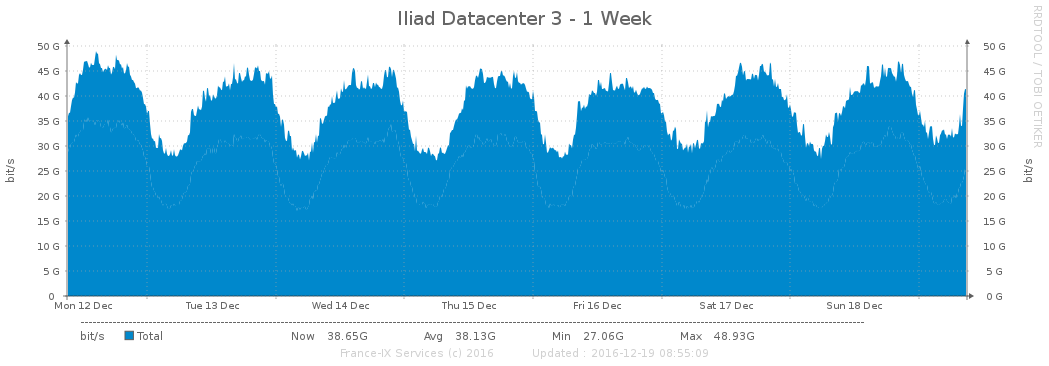 Iliad Datacenter 3 - 1 Week
RRDTOOL / TOBI OETIKER
50 G 50 G
45 G 45 G
40 G 40 G
35 G 35 G
30 G 30 G
25 G 25 G
20 G 20 G
15 G 15 G
10 G 10 G
5 G 5 G
0 0 G
bit/s bit/s
Mon 12 Dec Tue 13 Dec Wed 14 Dec Thu 15 Dec Fri 16 Dec Sat 17 Dec Sun 18 Dec
bit/s Total Now 38.65G Avg 38.13G Min 27.06G Max 48.93G
France-IX Services (c) 2016 Updated : 2016-12-19 08:55:09